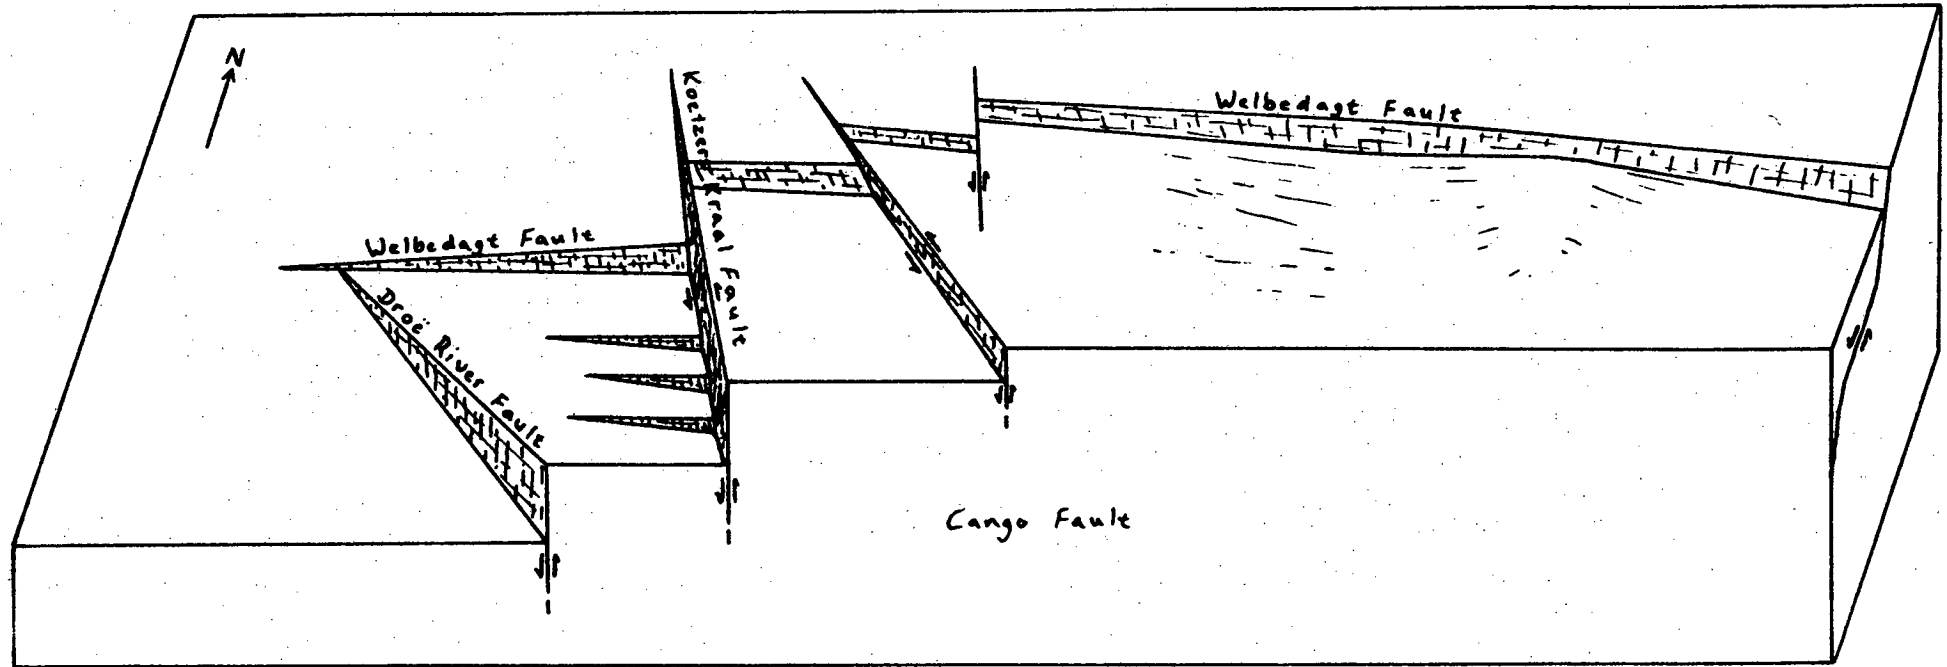 N
Koetzers Kraal Fault
Welbedagt Fault
Welbedagt Fault
Droë River Fault
Cango Fault